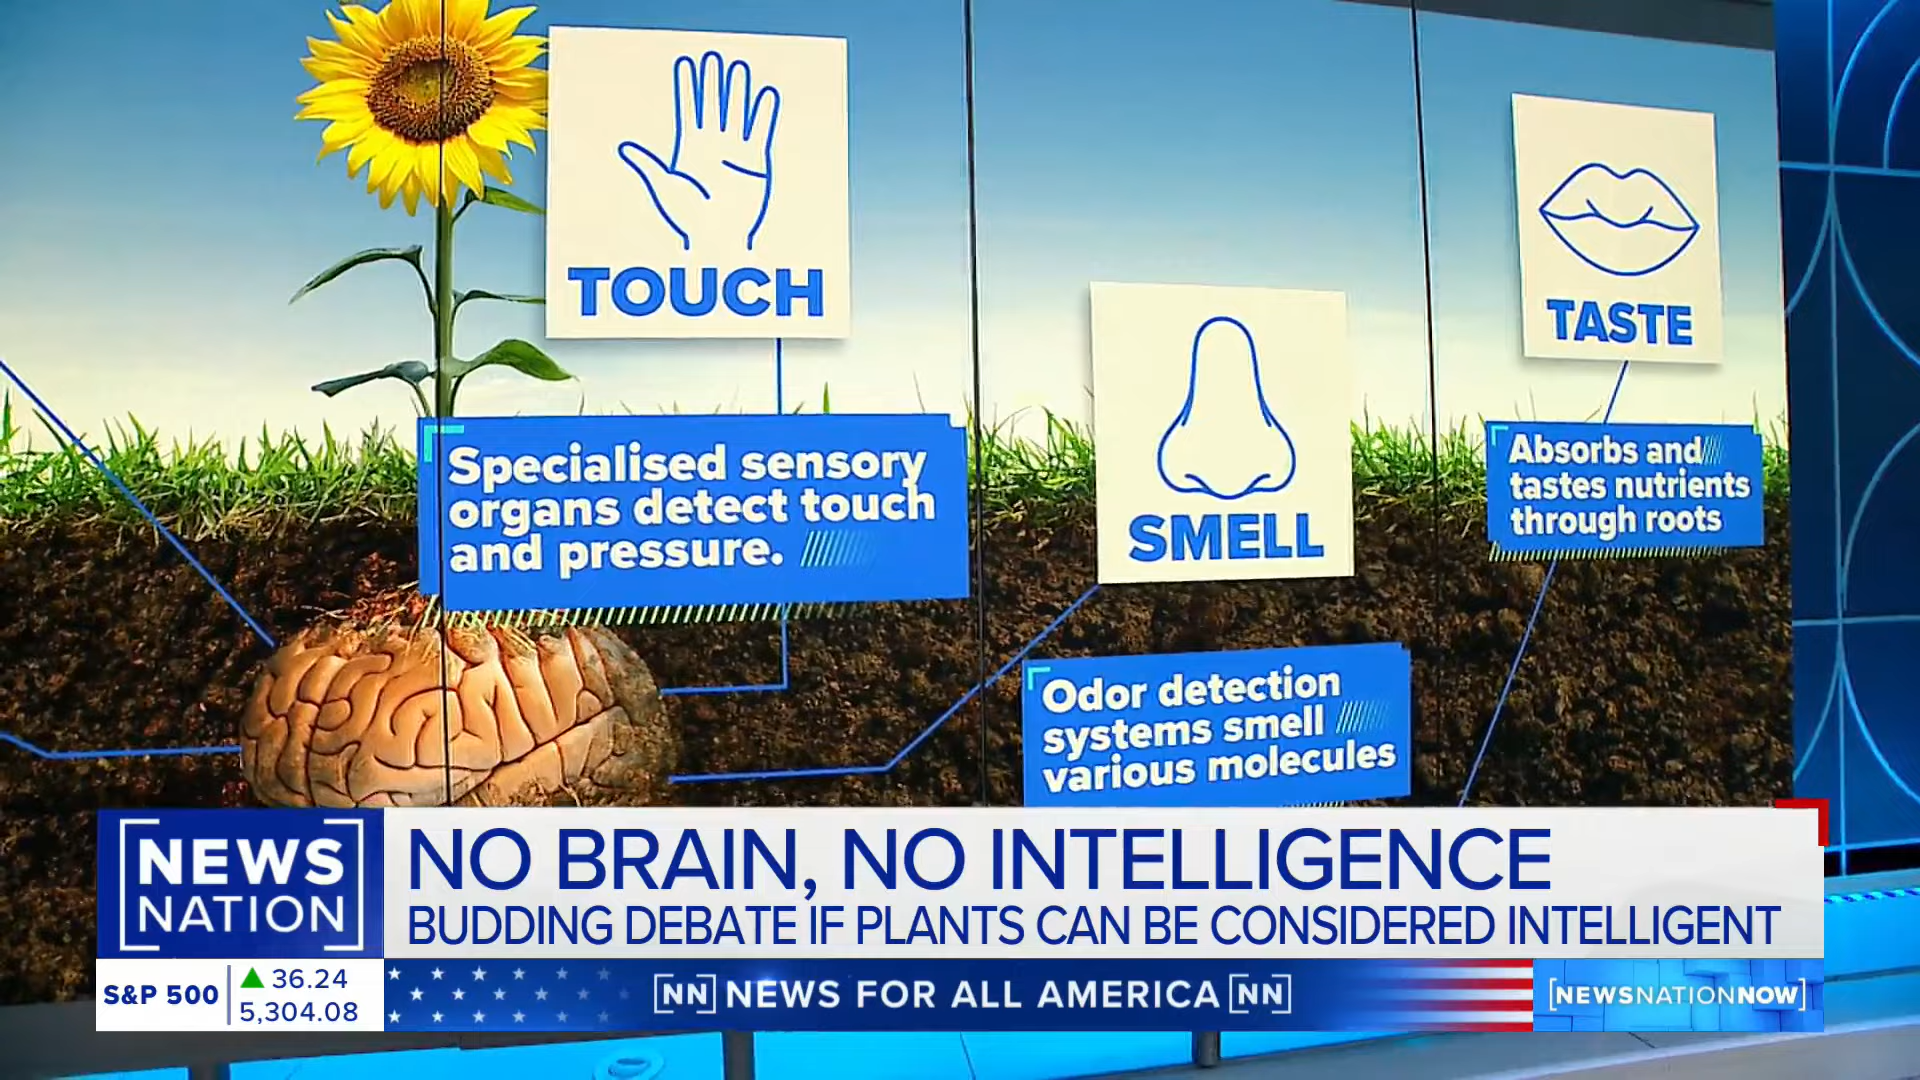 TOUCH
Specialised sensory
organs detect touch
and pressure.
SMELL
Odor detection
systems smell
various molecules
TASTE
Absorbs and
tastes nutrients
through roots
NEWS
NATION
NO BRAIN, NO INTELLIGENCE
BUDDING DEBATE IF PLANTS CAN BE CONSIDERED INTELLIGENT
S&P 500
▲ 36.24
5,304.08
[NN] NEWS FOR ALL AMERICA [NN]
[NEWSNATIONNOW]